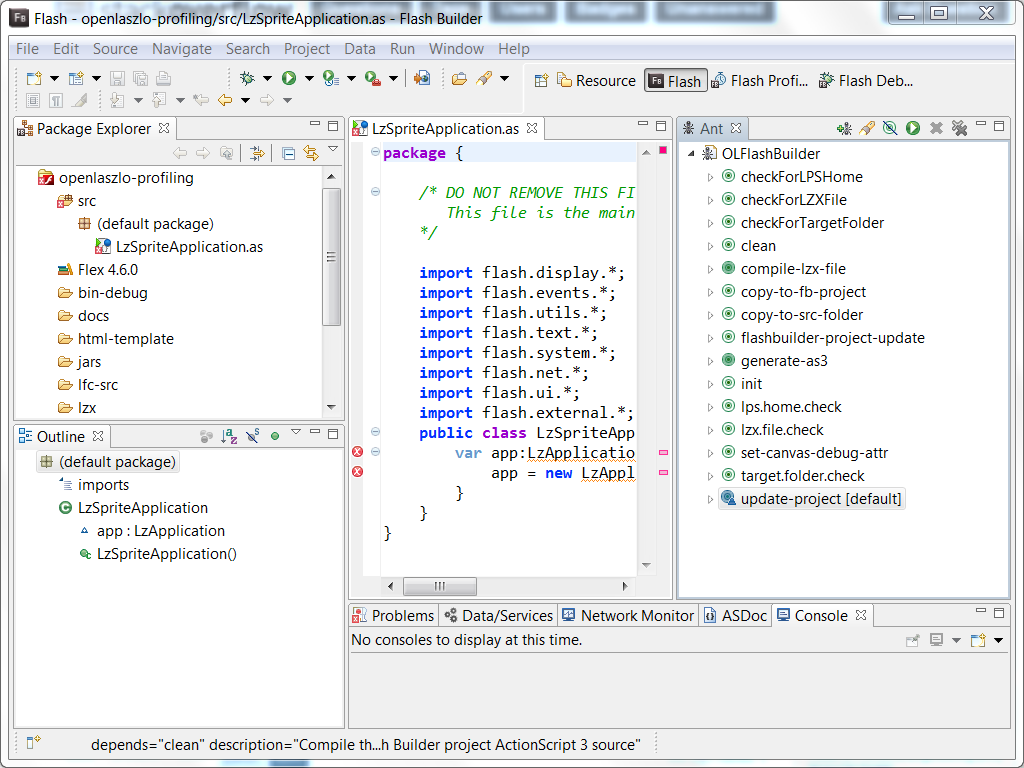 Fb Flash - openlaszlo-profiling/src/LzSpriteApplication.as - Flash Builder
File Edit Source Navigate Search Project Data Run Window Help
Resource Fb Flash Flash Profi... Flash Deb...
Package Explorer
openlaszlo-profiling
src
(default package)
LzSpriteApplication.as
Flex 4.6.0
bin-debug
docs
html-template
jars
lfc-src
lzx
Outline
(default package)
imports
LzSpriteApplication
app : LzApplication
LzSpriteApplication()
LzSpriteApplication.as
package {
/* DO NOT REMOVE THIS FI
This file is the main
*/
import flash.display.*;
import flash.events.*;
import flash.utils.*;
import flash.text.*;
import flash.system.*;
import flash.net.*;
import flash.ui.*;
import flash.external.*;
public class LzSpriteApp
var app:LzApplicatio
app = new LzAppl
}
}
}
Ant
OLFlashBuilder
checkForLPSHome
checkForLZXFile
checkForTargetFolder
clean
compile-lzx-file
copy-to-fb-project
copy-to-src-folder
flashbuilder-project-update
generate-as3
init
lps.home.check
lzx.file.check
set-canvas-debug-attr
target.folder.check
update-project [default]
Problems Data/Services Network Monitor ASDoc Console
No consoles to display at this time.
depends="clean" description="Compile th...h Builder project ActionScript 3 source"